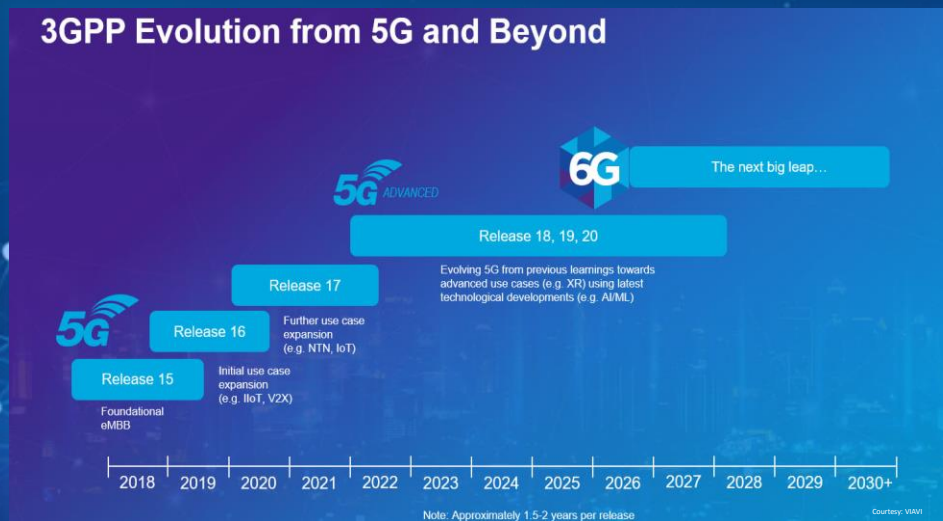 3GPP Evolution from 5G and Beyond
6G
The next big leap...
5G ADVANCED
Release 18, 19, 20
Evolving 5G from previous learnings towards
advanced use cases (e.g. XR) using latest
technological developments (e.g. AI/ML)
Release 17
Further use case
expansion
(e.g. NTN, IoT)
5G
Release 16
Initial use case
expansion
(e.g. IIoT, V2X)
Release 15
Foundational
eMBB
2018 2019 2020 2021 2022 2023 2024 2025 2026 2027 2028 2029 2030+
Note: Approximately 1.5-2 years per release
Courtesy: VIAVI